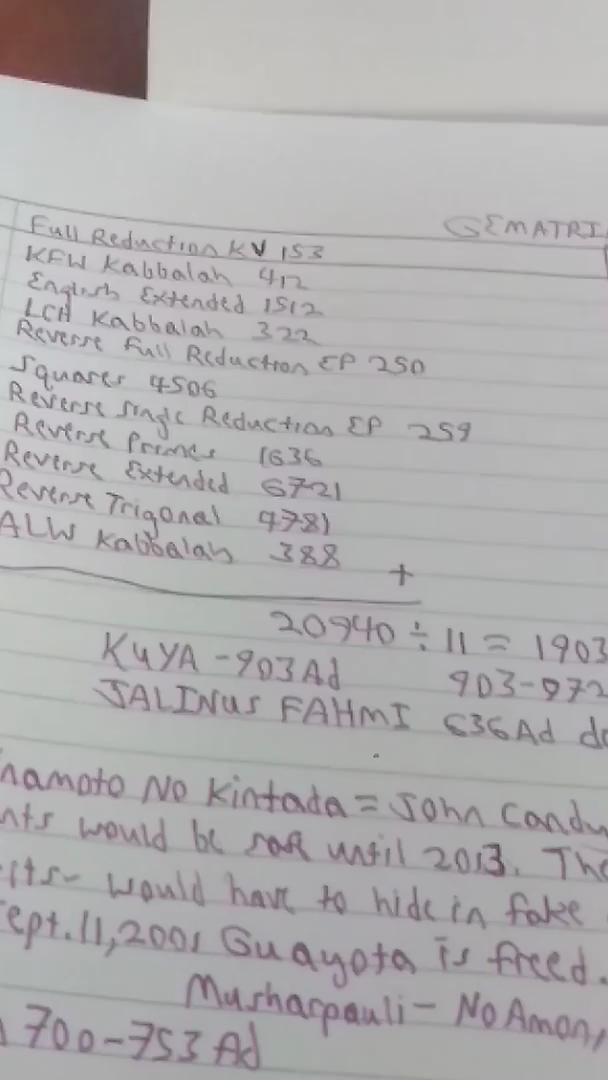 GEMATRI
Full Reduction KV 153
KFW Kabbalah 412
English Extended 1512
LCH Kabbalah 322
Reverse Full Reduction EP 250
Squares 4506
Reverse Single Reduction EP 259
Reverse Primes 1636
Reverse Extended 6721
Reverse Trigonal 4781
ALW Kabbalah 388 +
20940 ÷ 11 = 1903
KUYA - 903 Ad 903-972
JALINUS FAHMI 636 Ad
namoto No Kintada = John Candy
nts would be safe until 2013. The
would have to hide in fake
ept. 11, 2001 Guayota is freed.
Musharpauli - No Amon,
700-753 Ad